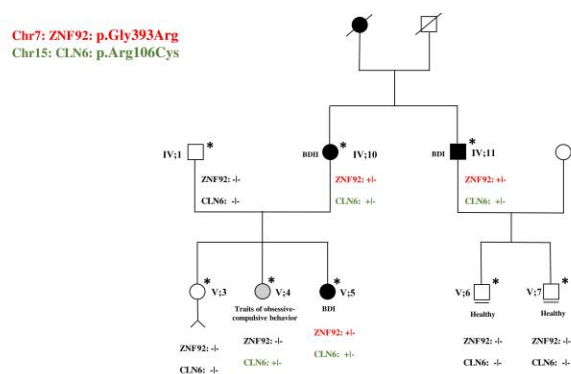 Chr7: ZNF92: p.Gly393Arg
Chr15: CLN6: p.Arg106Cys
IV;1 * BDII * IV;10 BDI * IV;11
ZNF92: -|- ZNF92: +|- ZNF92: +|-
CLN6: -|- CLN6: +|- CLN6: +|-
* V;3 * V;4 * V;5 V;6 * V;7 *
Traits of obsessive-
compulsive behavior
BDI
Healthy Healthy
ZNF92: -|- ZNF92: -|- ZNF92: +|- ZNF92: -|- ZNF92: -|-
CLN6: -|- CLN6: +|- CLN6: +|- CLN6: -|- CLN6: -|-